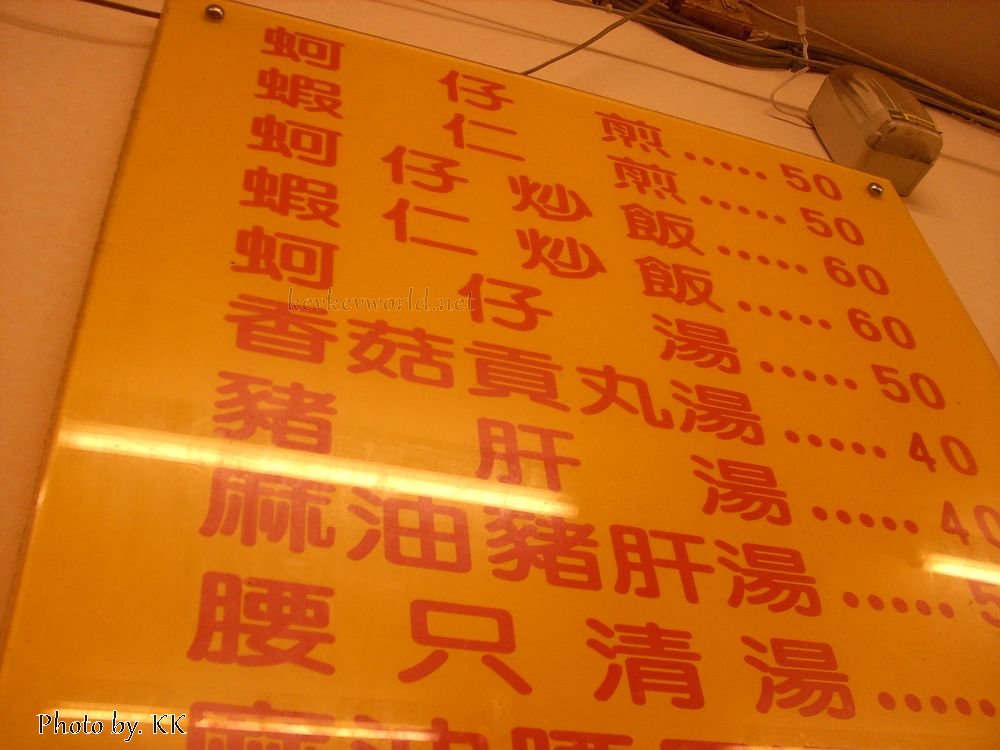 蚵仔煎.....50
蝦仁煎.....50
蚵仔炒飯.....60
蝦仁炒飯.....60
蚵仔湯.....50
kevkevworld.net
香菇貢丸湯.....40
豬肝湯.....40
麻油豬肝湯.....5
腰只清湯.....
Photo by. KK